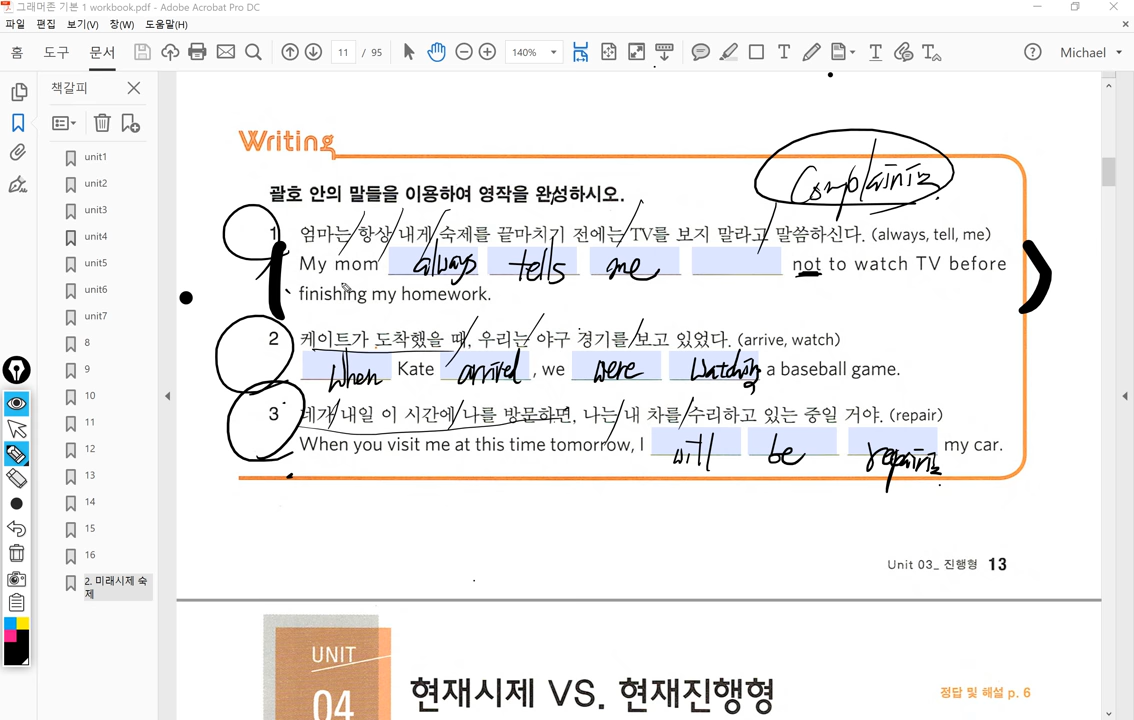 그래머존 기본 1 workbook.pdf - Adobe Acrobat Pro DC
파일 편집 보기(V) 창(W) 도움말(H)
홈 도구 문서 11 / 95 140% Michael
책갈피
unit1
unit2
unit3
unit4
unit5
unit6
unit7
8
9
10
11
12
13
14
15
16
2. 미래시제 숙
제
Writing
complaining
괄호 안의 말들을 이용하여 영작을 완성하시오.
1 엄마는 항상 내게 숙제를 끝마치기 전에는 TV를 보지 말라고 말씀하신다. (always, tell, me)
My mom always tells me not to watch TV before
finishing my homework.
2 케이트가 도착했을 때, 우리는 야구 경기를 보고 있었다. (arrive, watch)
When Kate arrived, we were watching a baseball game.
3 네가 내일 이 시간에 나를 방문하면, 나는 내 차를 수리하고 있는 중일 거야. (repair)
When you visit me at this time tomorrow, I will be repairing my car.
Unit 03_ 진행형 13
UNIT
04
현재시제 VS. 현재진행형
정답 및 해설 p. 6